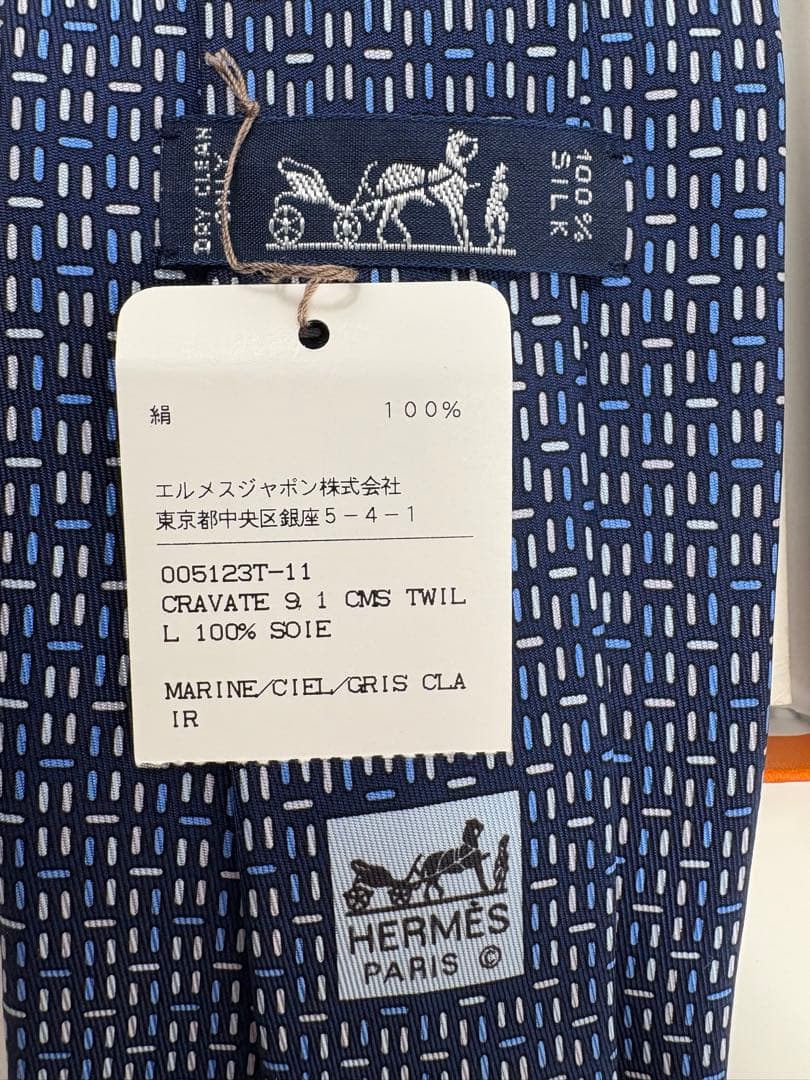 DRY CLEAN
ONLY
100%
SILK
絹 100%
エルメスジャポン株式会社
東京都中央区銀座5-4-1
005123T-11
CRAVATE 9.1 CMS TWIL
L 100% SOIE
MARINE/CIEL/GRIS CLA
IR
HERMÈS
PARIS ©